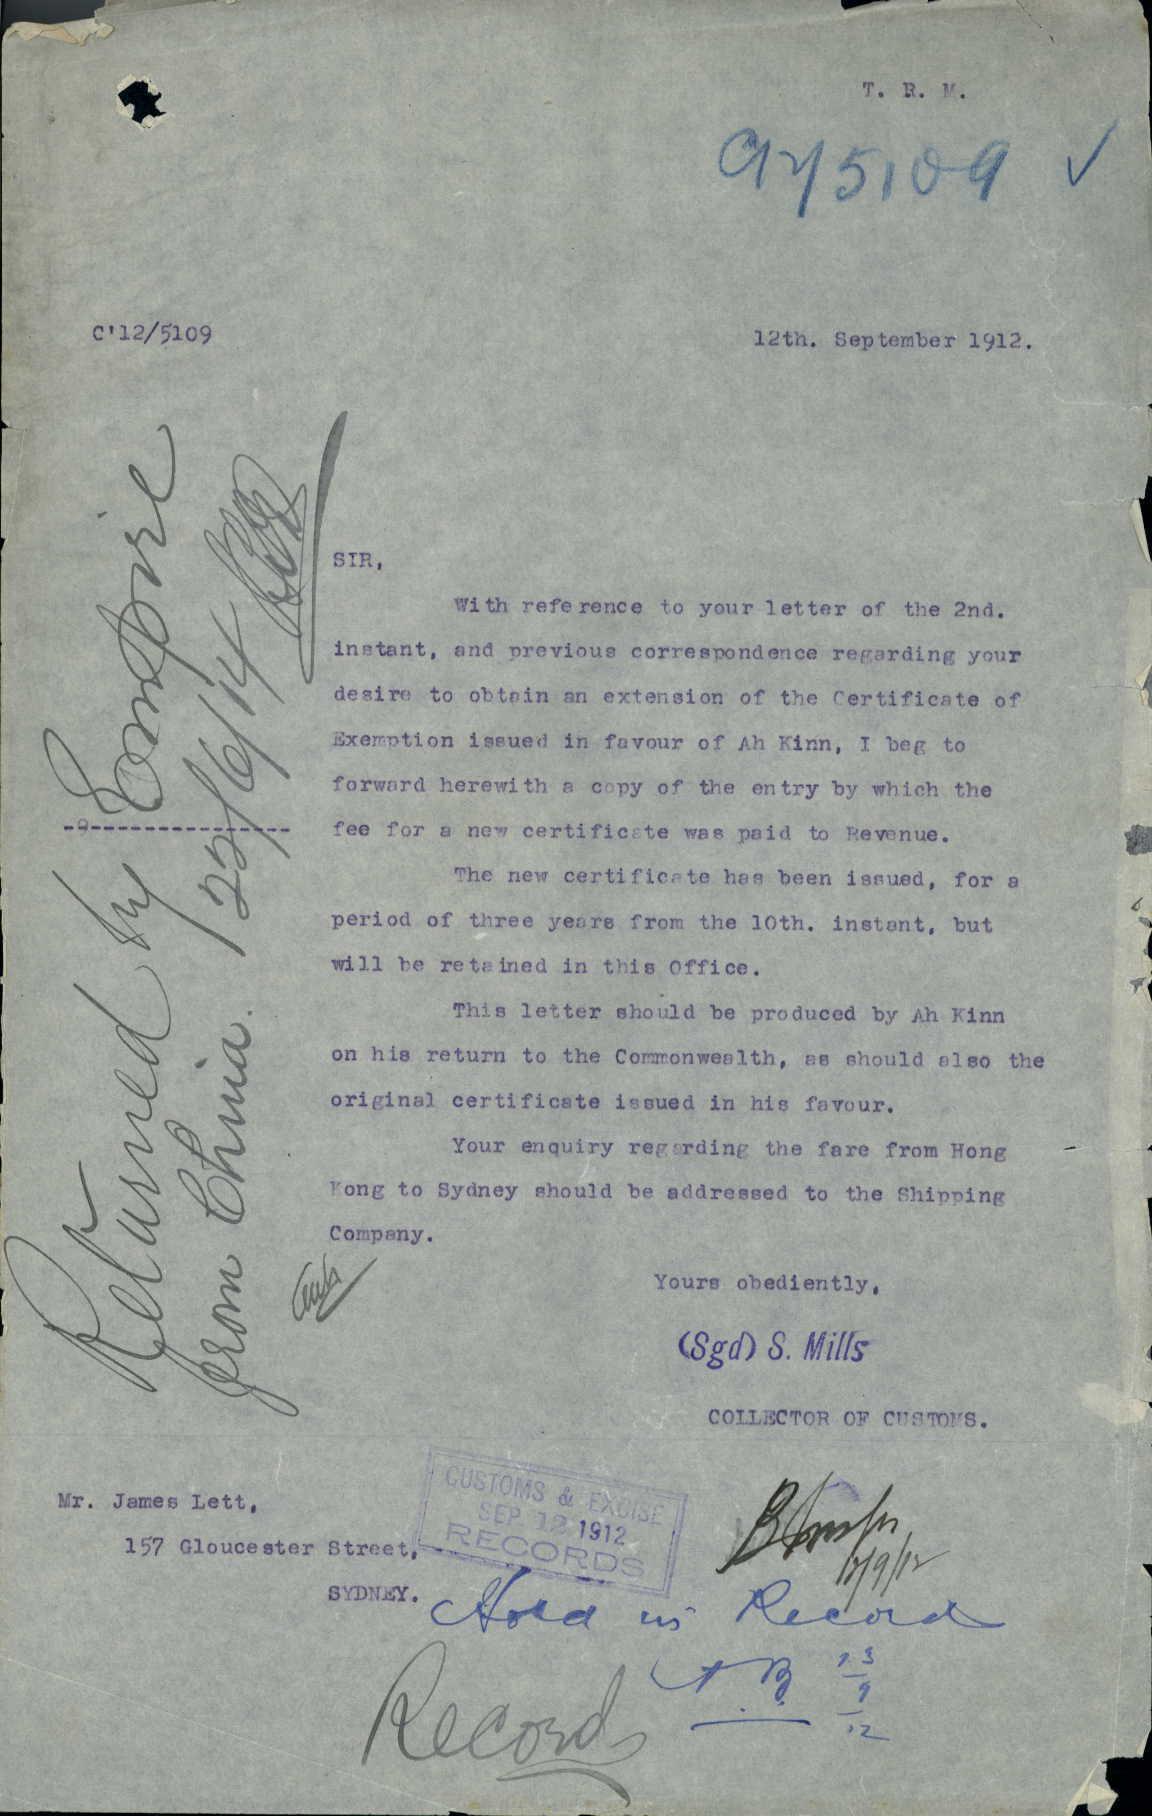 T. R. M.
5109 ✓
C'12/5109
12th. September 1912.
SIR,
With reference to your letter of the 2nd.
instant, and previous correspondence regarding your
desire to obtain an extension of the Certificate of
Exemption issued in favour of Ah Kinn, I beg to
forward herewith a copy of the entry by which the
fee for a new certificate was paid to Revenue.
The new certificate has been issued, for a
period of three years from the 10th. instant, but
will be retained in this Office.
This letter should be produced by Ah Kinn
on his return to the Commonwealth, as should also the
original certificate issued in his favour.
Your enquiry regarding the fare from Hong
Kong to Sydney should be addressed to the Shipping
Company.
Yours obediently,
(Sgd) S. Mills
COLLECTOR OF CUSTOMS.
Returned by Empire
from China. 22/6/14
Mr. James Lett,
157 Gloucester Street,
SYDNEY.
CUSTOMS & EXCISE
SEP 12 1912
RECORDS
12/9/12
Hold in Record
13
9
12
Records